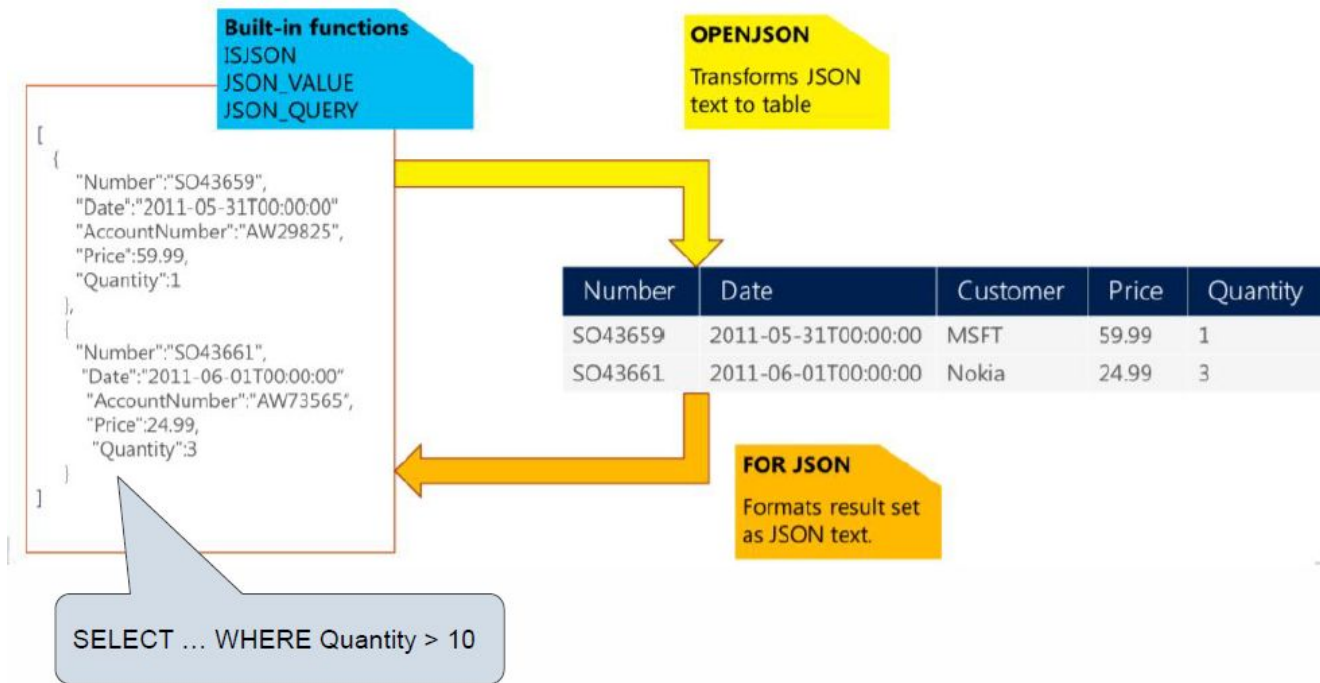 Built-in functions
ISJSON
JSON_VALUE
JSON_QUERY
OPENJSON
Transforms JSON
text to table
[
{
"Number":"SO43659",
"Date":"2011-05-31T00:00:00"
"AccountNumber":"AW29825",
"Price":59.99,
"Quantity":1
},
{
"Number":"SO43661",
"Date":"2011-06-01T00:00:00"
"AccountNumber":"AW73565",
"Price":24.99,
"Quantity":3
}
]
Number Date Customer Price Quantity
SO43659 2011-05-31T00:00:00 MSFT 59.99 1
SO43661 2011-06-01T00:00:00 Nokia 24.99 3
FOR JSON
Formats result set
as JSON text.
SELECT … WHERE Quantity > 10